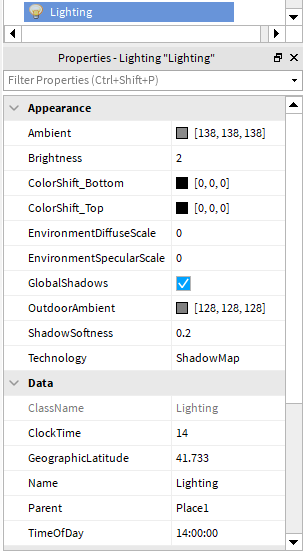 Lighting
Properties - Lighting "Lighting"
Filter Properties (Ctrl+Shift+P)
Appearance
Ambient [138, 138, 138]
Brightness 2
ColorShift_Bottom [0, 0, 0]
ColorShift_Top [0, 0, 0]
EnvironmentDiffuseScale 0
EnvironmentSpecularScale 0
GlobalShadows
OutdoorAmbient [128, 128, 128]
ShadowSoftness 0.2
Technology ShadowMap
Data
ClassName Lighting
ClockTime 14
GeographicLatitude 41.733
Name Lighting
Parent Place1
TimeOfDay 14:00:00